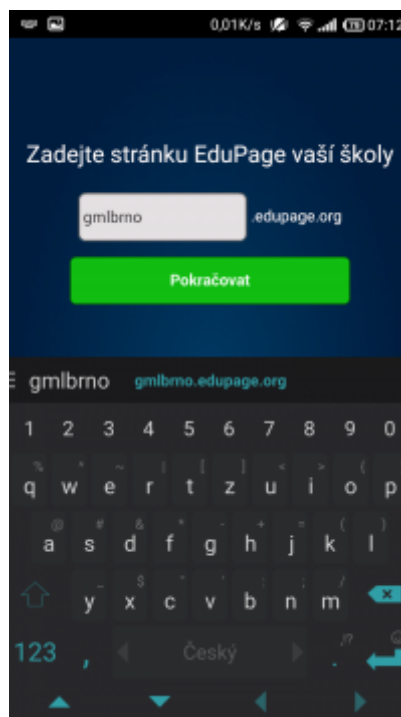 0,01K/s 79 07:12
Zadejte stránku EduPage vaší školy
gmlbrno .edupage.org
Pokračovat
gmlbrno gmlbrno.edupage.org
1 2 3 4 5 6 7 8 9 0
q w e r t z u i o p
a s d f g h j k l
y x c v b n m
123 , Český .